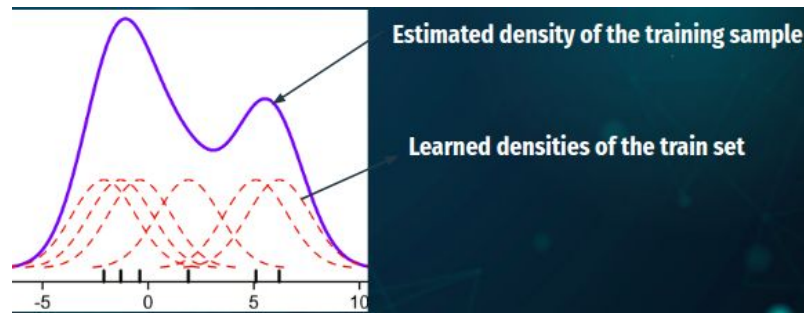 Estimated density of the training sample
Learned densities of the train set
-5 0 5 10